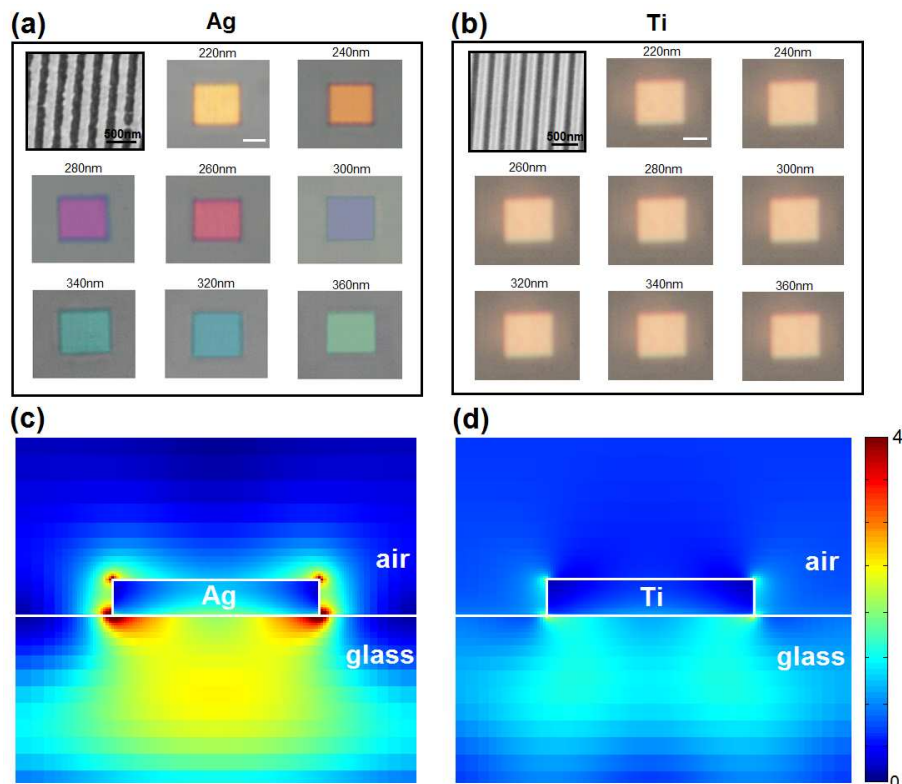 (a) Ag
220nm 240nm
500nm
280nm 260nm 300nm
340nm 320nm 360nm
(b) Ti
220nm 240nm
500nm
260nm 280nm 300nm
320nm 340nm 360nm
(c)
air
Ag
glass
(d)
4
air
Ti
glass
0